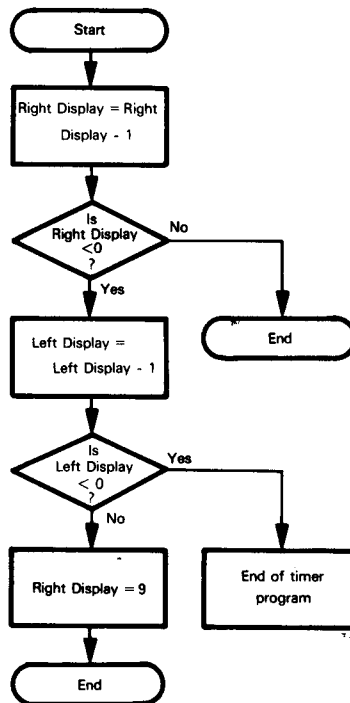 Start
Right Display = Right
Display - 1
Is
Right Display
<0
?
No
Yes
End
Left Display =
Left Display - 1
Is
Left Display
< 0
?
Yes
No
Right Display = 9
End of timer
program
End